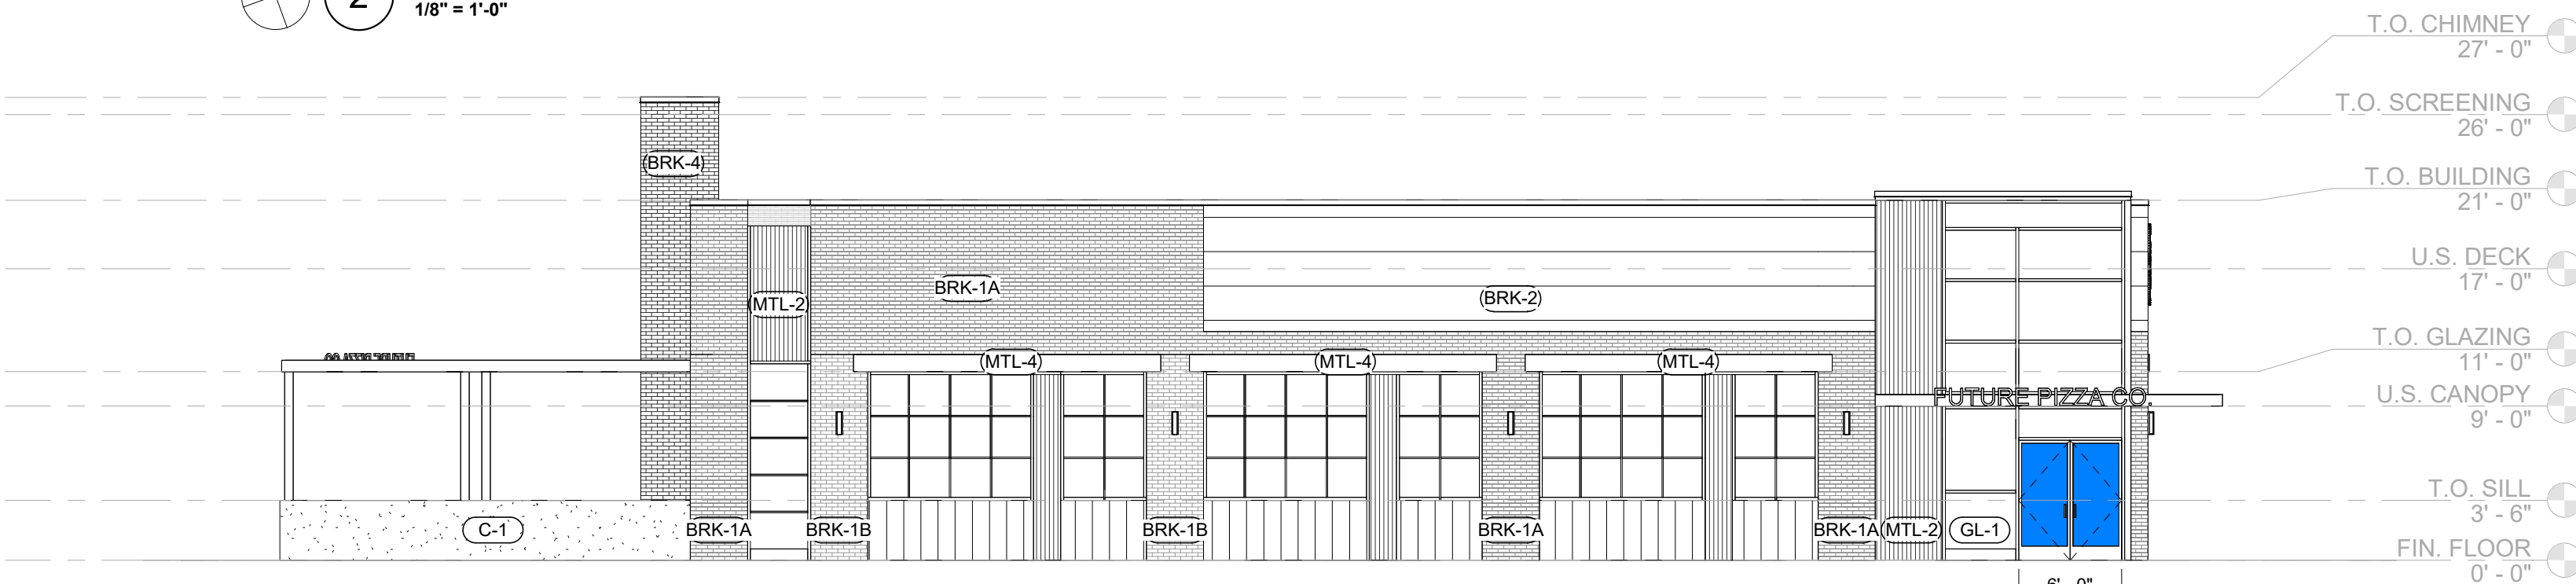 2
1/8" = 1'-0"
T.O. CHIMNEY
27' - 0"
T.O. SCREENING
26' - 0"
BRK-4
T.O. BUILDING
21' - 0"
U.S. DECK
17' - 0"
MTL-2
BRK-1A
BRK-2
T.O. GLAZING
11' - 0"
MTL-4
MTL-4
MTL-4
FUTURE PIZZA CO.
U.S. CANOPY
9' - 0"
T.O. SILL
3' - 6"
C-1
BRK-1A
BRK-1B
BRK-1B
BRK-1A
BRK-1A
MTL-2
GL-1
FIN. FLOOR
0' - 0"
6' - 0"